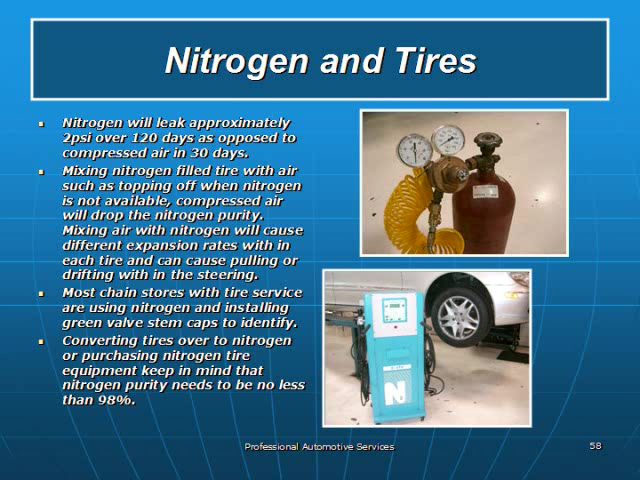 Nitrogen and Tires
Nitrogen will leak approximately
2psi over 120 days as opposed to
compressed air in 30 days.
Mixing nitrogen filled tire with air
such as topping off when nitrogen
is not available, compressed air
will drop the nitrogen purity.
Mixing air with nitrogen will cause
different expansion rates with in
each tire and can cause pulling or
drifting with in the steering.
Most chain stores with tire service
are using nitrogen and installing
green valve stem caps to identify.
Converting tires over to nitrogen
or purchasing nitrogen tire
equipment keep in mind that
nitrogen purity needs to be no less
than 98%.
N
Professional Automotive Services
58